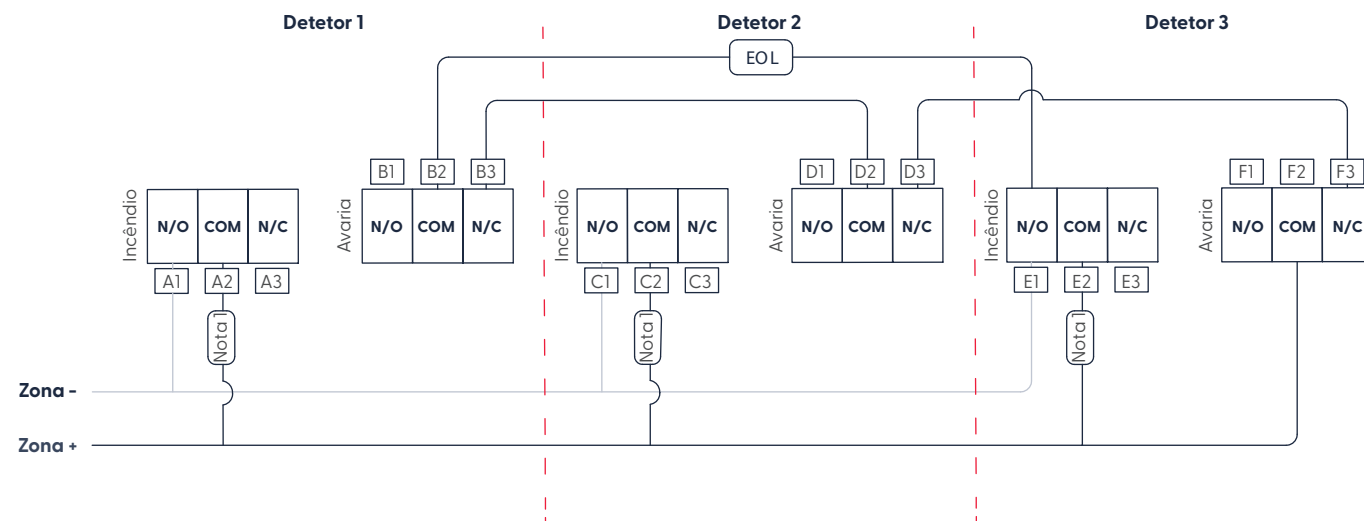 Detetor 1
Detetor 2
Detetor 3
EOL
B1 B2 B3
D1 D2 D3
F1 F2 F3
Incêndio
N/O COM N/C
Avaria
N/O COM N/C
Incêndio
N/O COM N/C
Avaria
N/O COM N/C
Incêndio
N/O COM N/C
Avaria
N/O COM N/C
A1 A2 A3
C1 C2 C3
E1 E2 E3
Nota 1
Nota 1
Nota 1
Zona -
Zona +